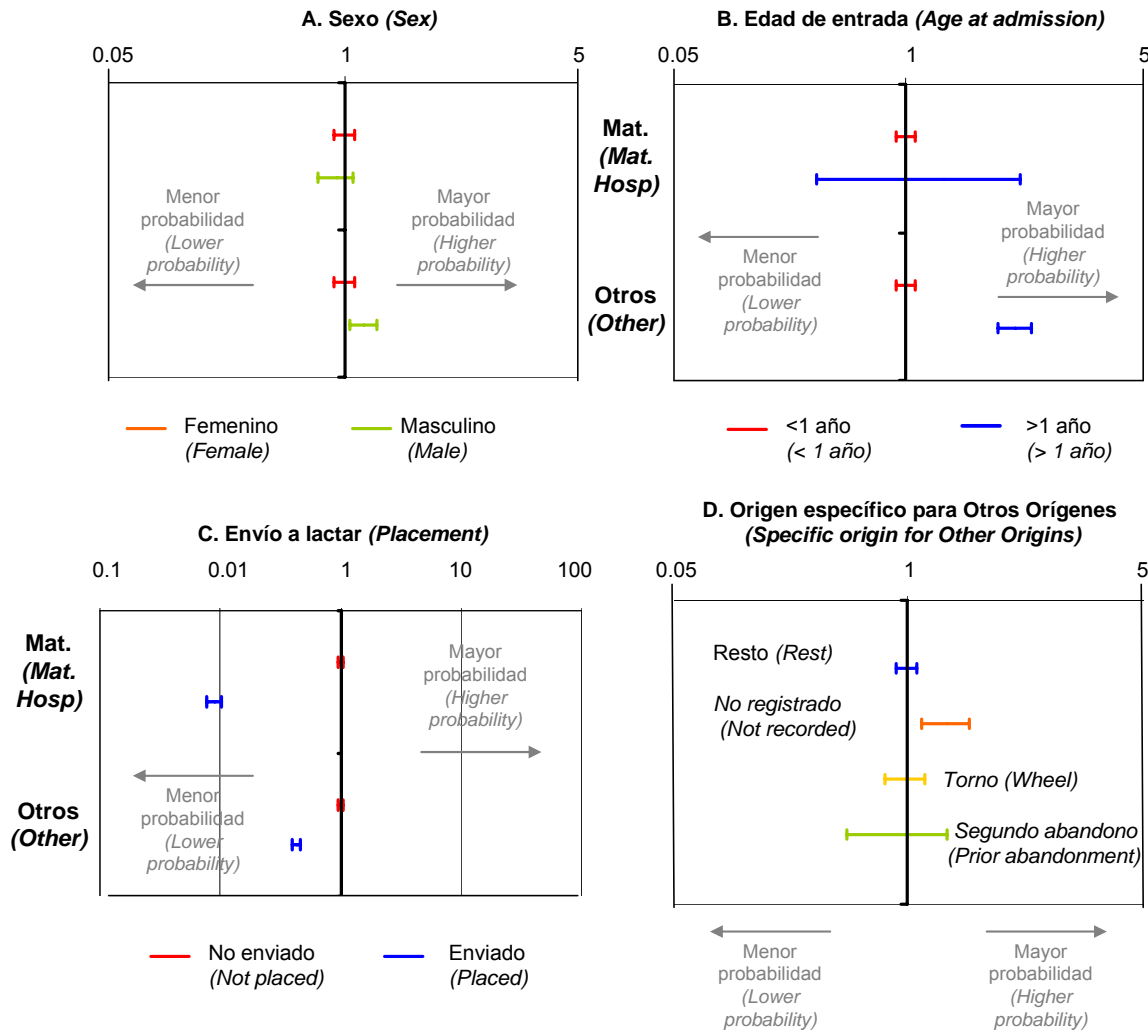 A. Sexo (Sex)
0.05 1 5
Menor
probabilidad
(Lower
probability)
Mayor
probabilidad
(Higher
probability)
Femenino
(Female)
Masculino
(Male)
B. Edad de entrada (Age at admission)
0.05 1 5
Mat.
(Mat.
Hosp)
Otros
(Other)
Menor
probabilidad
(Lower
probability)
Mayor
probabilidad
(Higher
probability)
<1 año
(< 1 año)
>1 año
(> 1 año)
C. Envío a lactar (Placement)
0.1 0.01 1 10 100
Mat.
(Mat.
Hosp)
Otros
(Other)
Mayor
probabilidad
(Higher
probability)
Menor
probabilidad
(Lower
probability)
No enviado
(Not placed)
Enviado
(Placed)
D. Origen específico para Otros Orígenes
(Specific origin for Other Origins)
0.05 1 5
Resto (Rest)
No registrado
(Not recorded)
Torno (Wheel)
Segundo abandono
(Prior abandonment)
Menor
probabilidad
(Lower
probability)
Mayor
probabilidad
(Higher
probability)